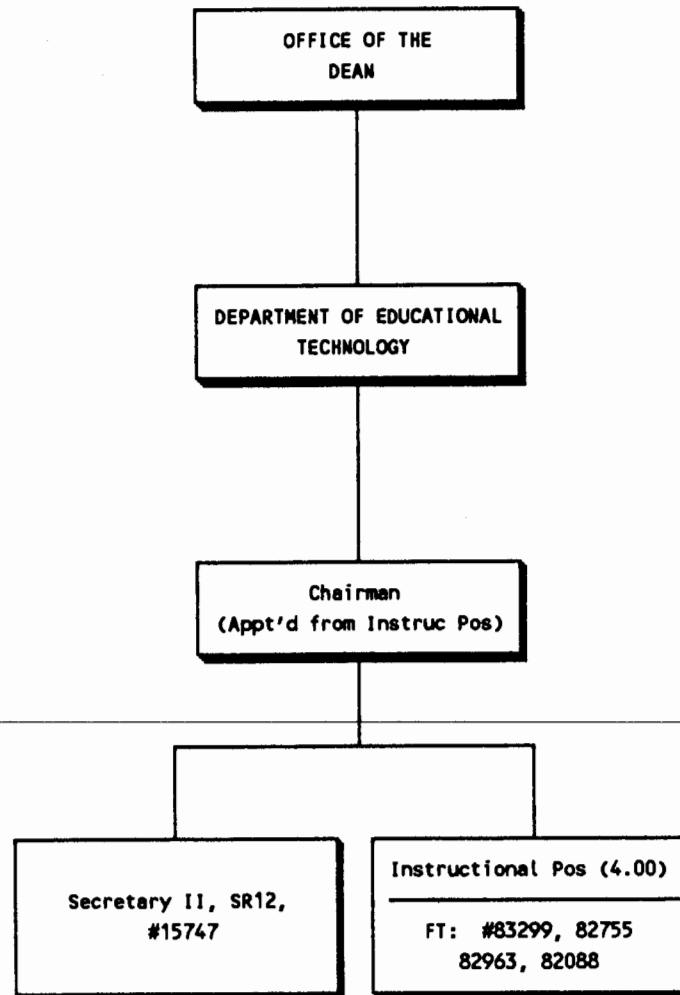 OFFICE OF THE
DEAN
DEPARTMENT OF EDUCATIONAL
TECHNOLOGY
Chairman
(Appt'd from Instruc Pos)
Secretary II, SR12,
#15747
Instructional Pos (4.00)
FT: #83299, 82755
82963, 82088